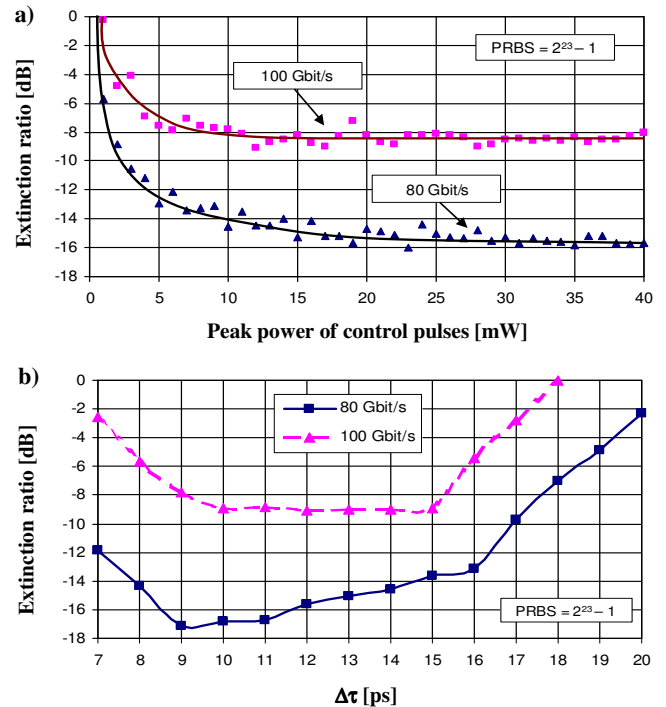 a)
Extinction ratio [dB]
0
-2
-4
-6
-8
-10
-12
-14
-16
-18
PRBS = 2²³ – 1
100 Gbit/s
80 Gbit/s
0 5 10 15 20 25 30 35 40
Peak power of control pulses [mW]
b)
Extinction ratio [dB]
0
-2
-4
-6
-8
-10
-12
-14
-16
-18
80 Gbit/s
100 Gbit/s
PRBS = 2²³ – 1
7 8 9 10 11 12 13 14 15 16 17 18 19 20
Δτ [ps]